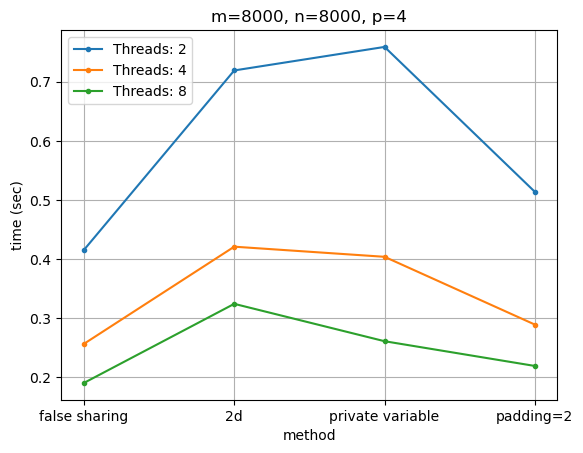 m=8000, n=8000, p=4
Threads: 2
Threads: 4
Threads: 8
time (sec)
0.7
0.6
0.5
0.4
0.3
0.2
false sharing 2d private variable padding=2
method